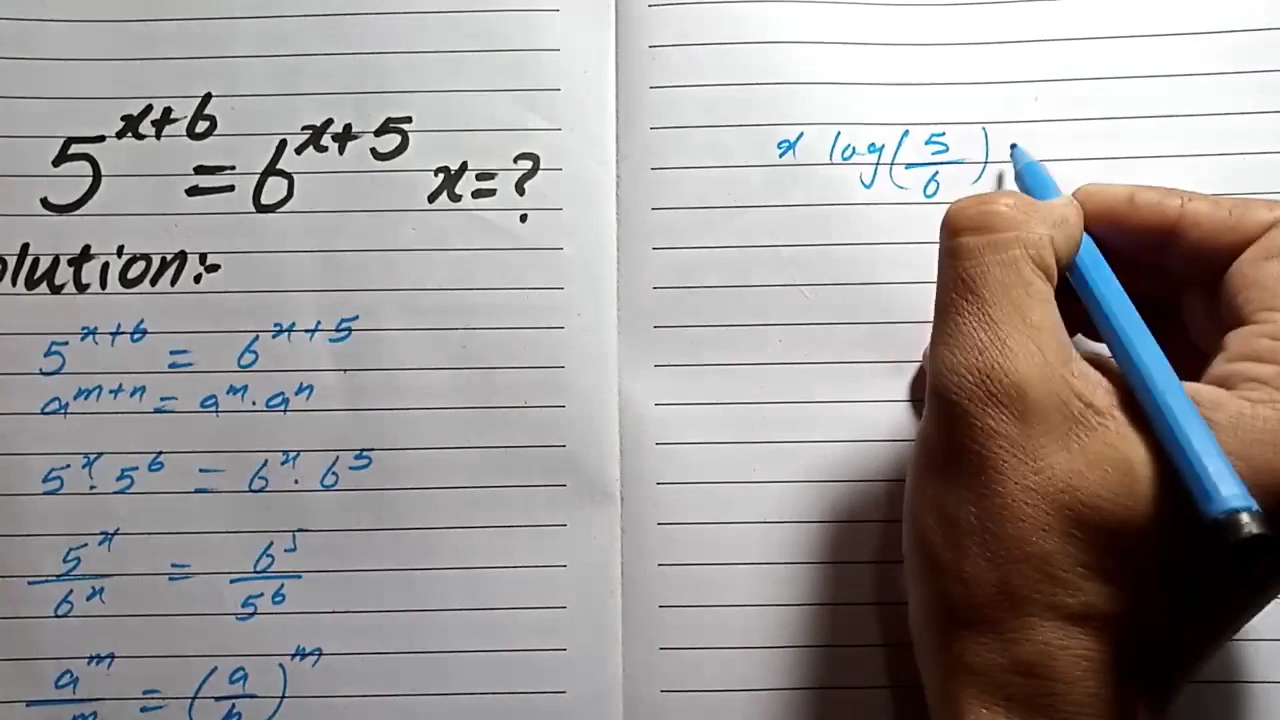 5^{x+6} = 6^{x+5} x = ?
olution:-
5^{x+6} = 6^{x+5}
a^{m+n} = a^m . a^n
5^x . 5^6 = 6^x . 6^5
5^x / 6^x = 6^5 / 5^6
a^m / = (a / b)^m
x log(5/6)